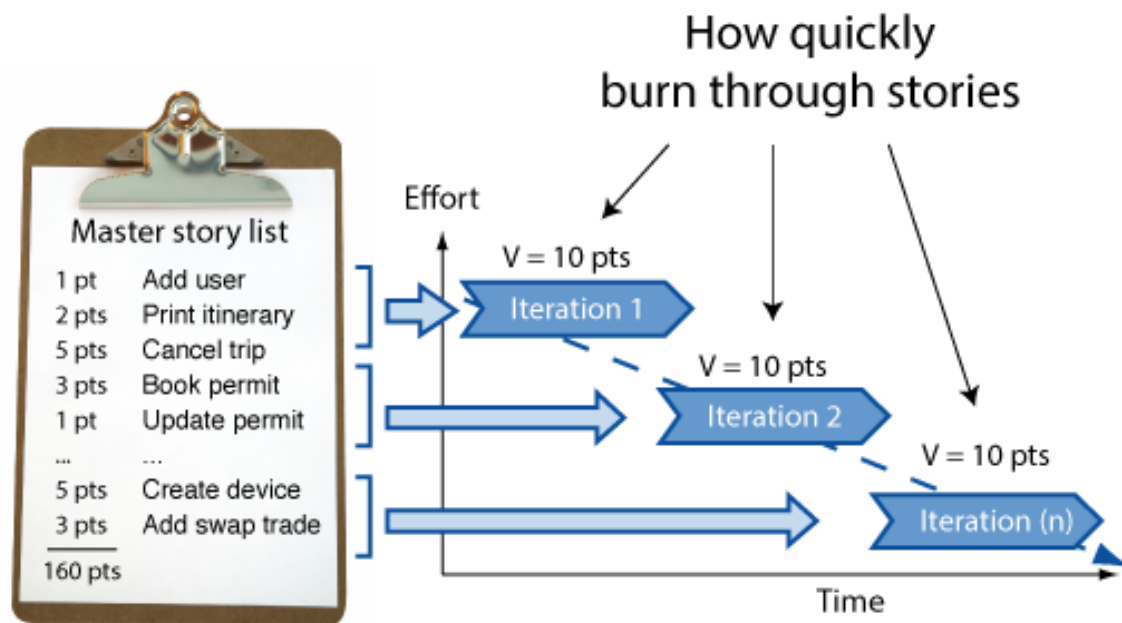 How quickly
burn through stories
Master story list
1 pt Add user
2 pts Print itinerary
5 pts Cancel trip
3 pts Book permit
1 pt Update permit
... ...
5 pts Create device
3 pts Add swap trade
160 pts
Effort
V = 10 pts
Iteration 1
V = 10 pts
Iteration 2
V = 10 pts
Iteration (n)
Time